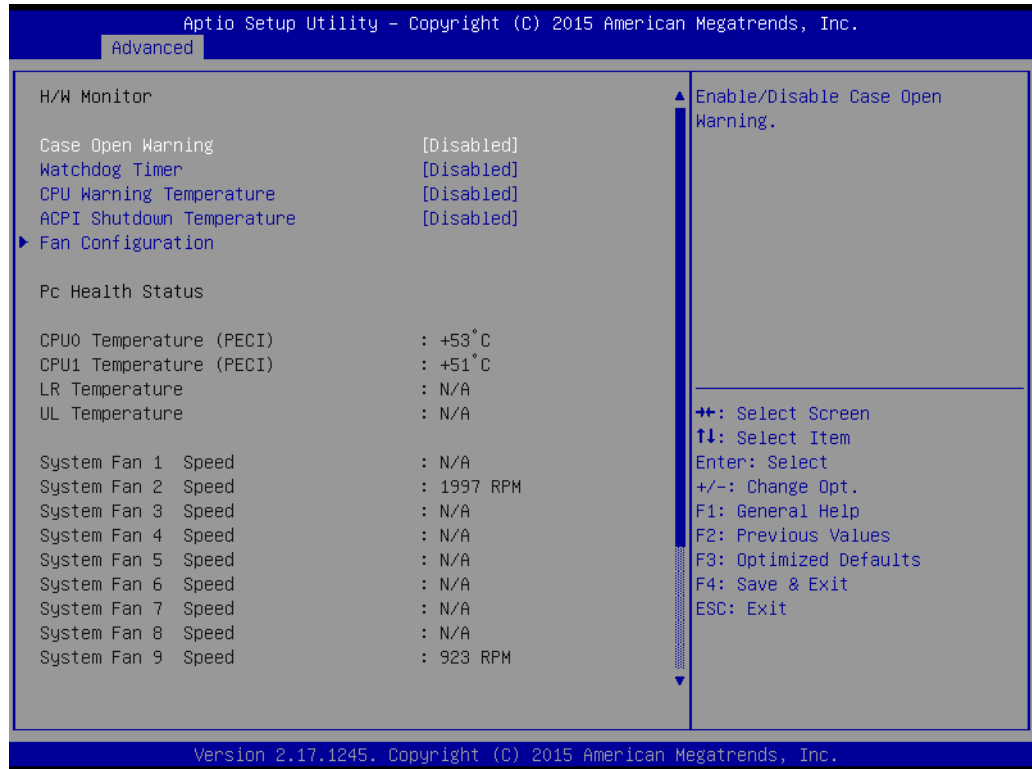 Aptio Setup Utility – Copyright (C) 2015 American Megatrends, Inc.
Advanced
H/W Monitor
Case Open Warning [Disabled]
Watchdog Timer [Disabled]
CPU Warning Temperature [Disabled]
ACPI Shutdown Temperature [Disabled]
Fan Configuration
Pc Health Status
CPU0 Temperature (PECI) : +53°C
CPU1 Temperature (PECI) : +51°C
LR Temperature : N/A
UL Temperature : N/A
System Fan 1 Speed : N/A
System Fan 2 Speed : 1997 RPM
System Fan 3 Speed : N/A
System Fan 4 Speed : N/A
System Fan 5 Speed : N/A
System Fan 6 Speed : N/A
System Fan 7 Speed : N/A
System Fan 8 Speed : N/A
System Fan 9 Speed : 923 RPM
Enable/Disable Case Open
Warning.
→←: Select Screen
↑↓: Select Item
Enter: Select
+/-: Change Opt.
F1: General Help
F2: Previous Values
F3: Optimized Defaults
F4: Save & Exit
ESC: Exit
Version 2.17.1245. Copyright (C) 2015 American Megatrends, Inc.